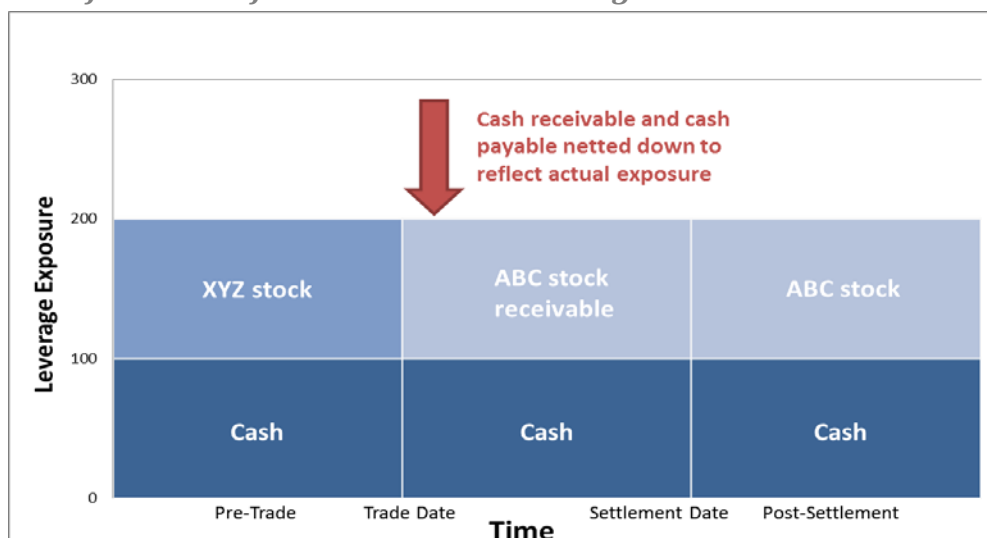 300
Cash receivable and cash
payable netted down to
reflect actual exposure
200
XYZ stock
ABC stock
receivable
ABC stock
Leverage Exposure
100
Cash
Cash
Cash
0
Pre-Trade
Trade Date
Settlement Date
Post-Settlement
Time